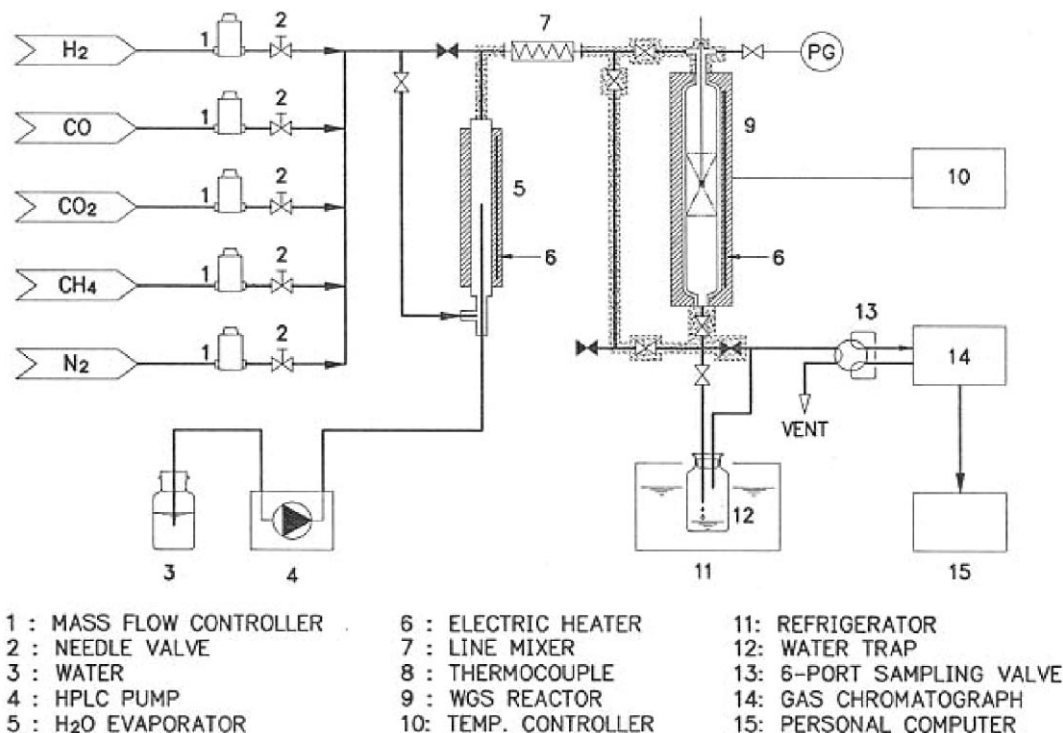 7
H2
1
2
PG
CO
1
2
9
CO2
1
2
5
10
CH4
1
2
6
6
13
N2
1
2
14
VENT
12
3
4
11
15
1 : MASS FLOW CONTROLLER
2 : NEEDLE VALVE
3 : WATER
4 : HPLC PUMP
5 : H2O EVAPORATOR
6 : ELECTRIC HEATER
7 : LINE MIXER
8 : THERMOCOUPLE
9 : WGS REACTOR
10: TEMP. CONTROLLER
11: REFRIGERATOR
12: WATER TRAP
13: 6-PORT SAMPLING VALVE
14: GAS CHROMATOGRAPH
15: PERSONAL COMPUTER